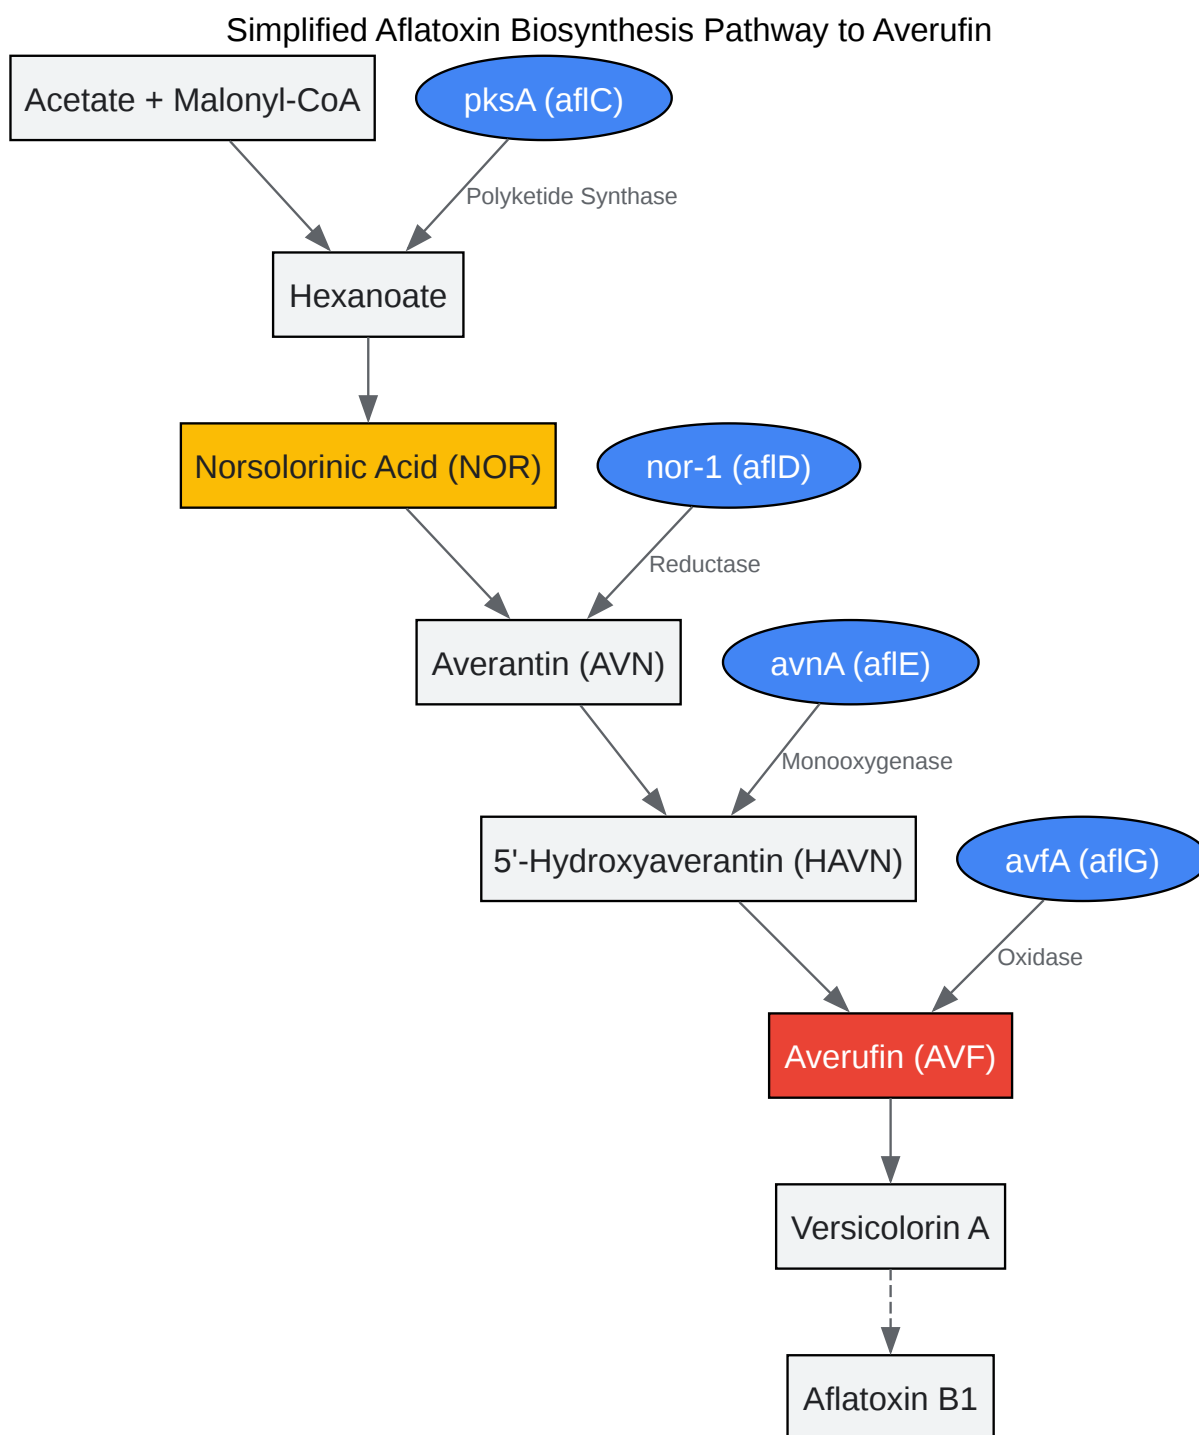 Simplified Aflatoxin Biosynthesis Pathway to Averufin
Acetate + Malonyl-CoA
pksA (aflC)
Polyketide Synthase
Hexanoate
Norsolorinic Acid (NOR)
nor-1 (aflD)
Reductase
Averantin (AVN)
avnA (aflE)
Monooxygenase
5'-Hydroxyaverantin (HAVN)
avfA (aflG)
Oxidase
Averufin (AVF)
Versicolorin A
Aflatoxin B1